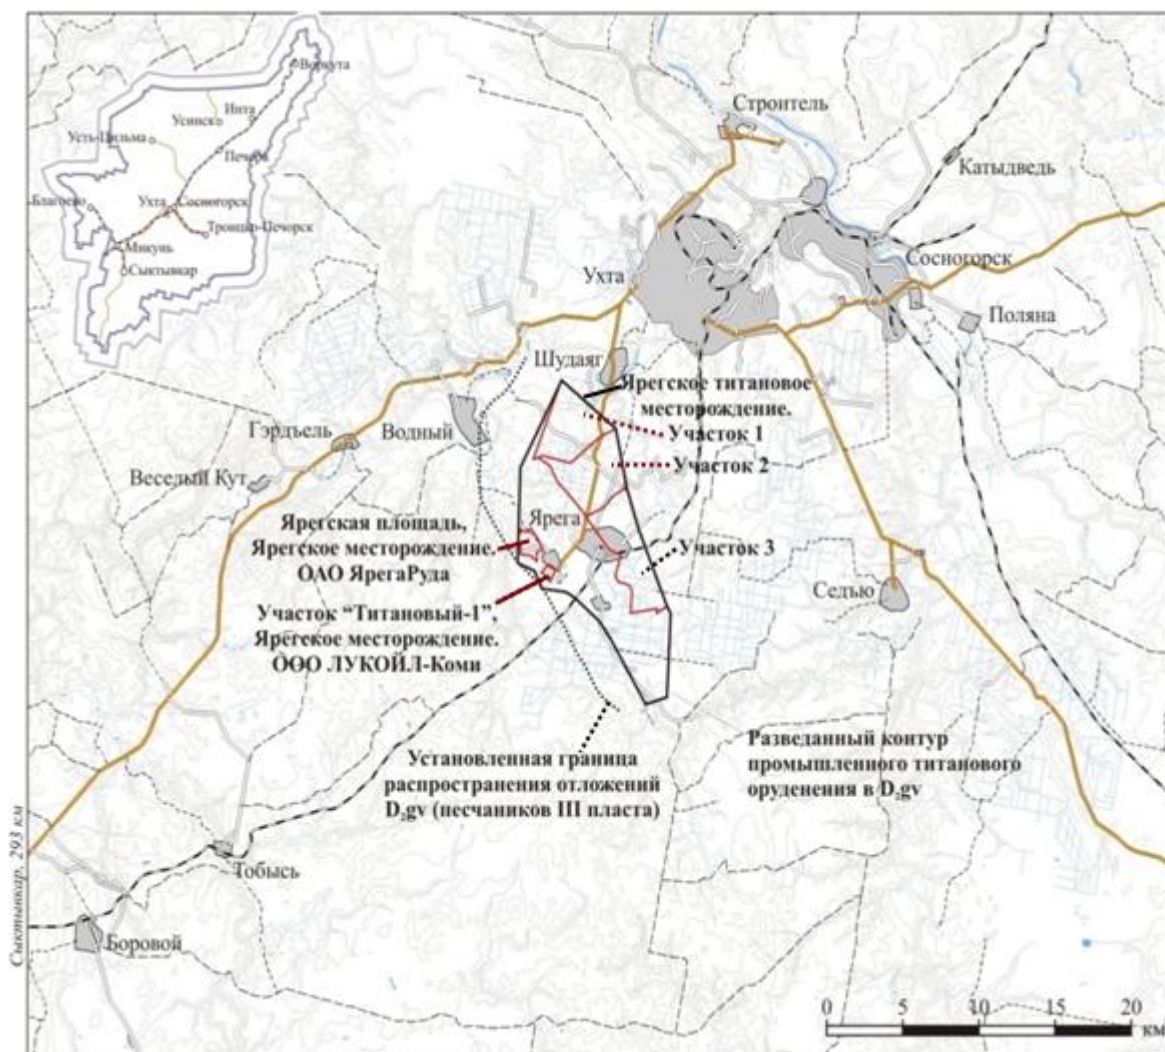 Воркута
Инта
Усинск
Усть-Цильма
Печора
Благоево
Ухта
Сосногорск
Троицко-Печорск
Микунь
Сыктывкар
Строитель
Катыдведь
Сосногорск
Ухта
Поляна
Шудаяг
Ярегское титановое
месторождение.
Участок 1
Гэрдъель
Водный
Участок 2
Веселый Кут
Ярегская площадь,
Ярегское месторождение.
ОАО ЯрегаРуда
Ярега
Участок 3
Седъю
Участок “Титановый-1”,
Ярегское месторождение.
ООО ЛУКОЙЛ-Коми
Установленная граница
распространения отложений
D₂gv (песчаников III пласта)
Разведанный контур
промышленного титанового
оруденения в D₂gv
Тобысь
Боровой
Сыктывкар, 293 км
0 5 10 15 20
км